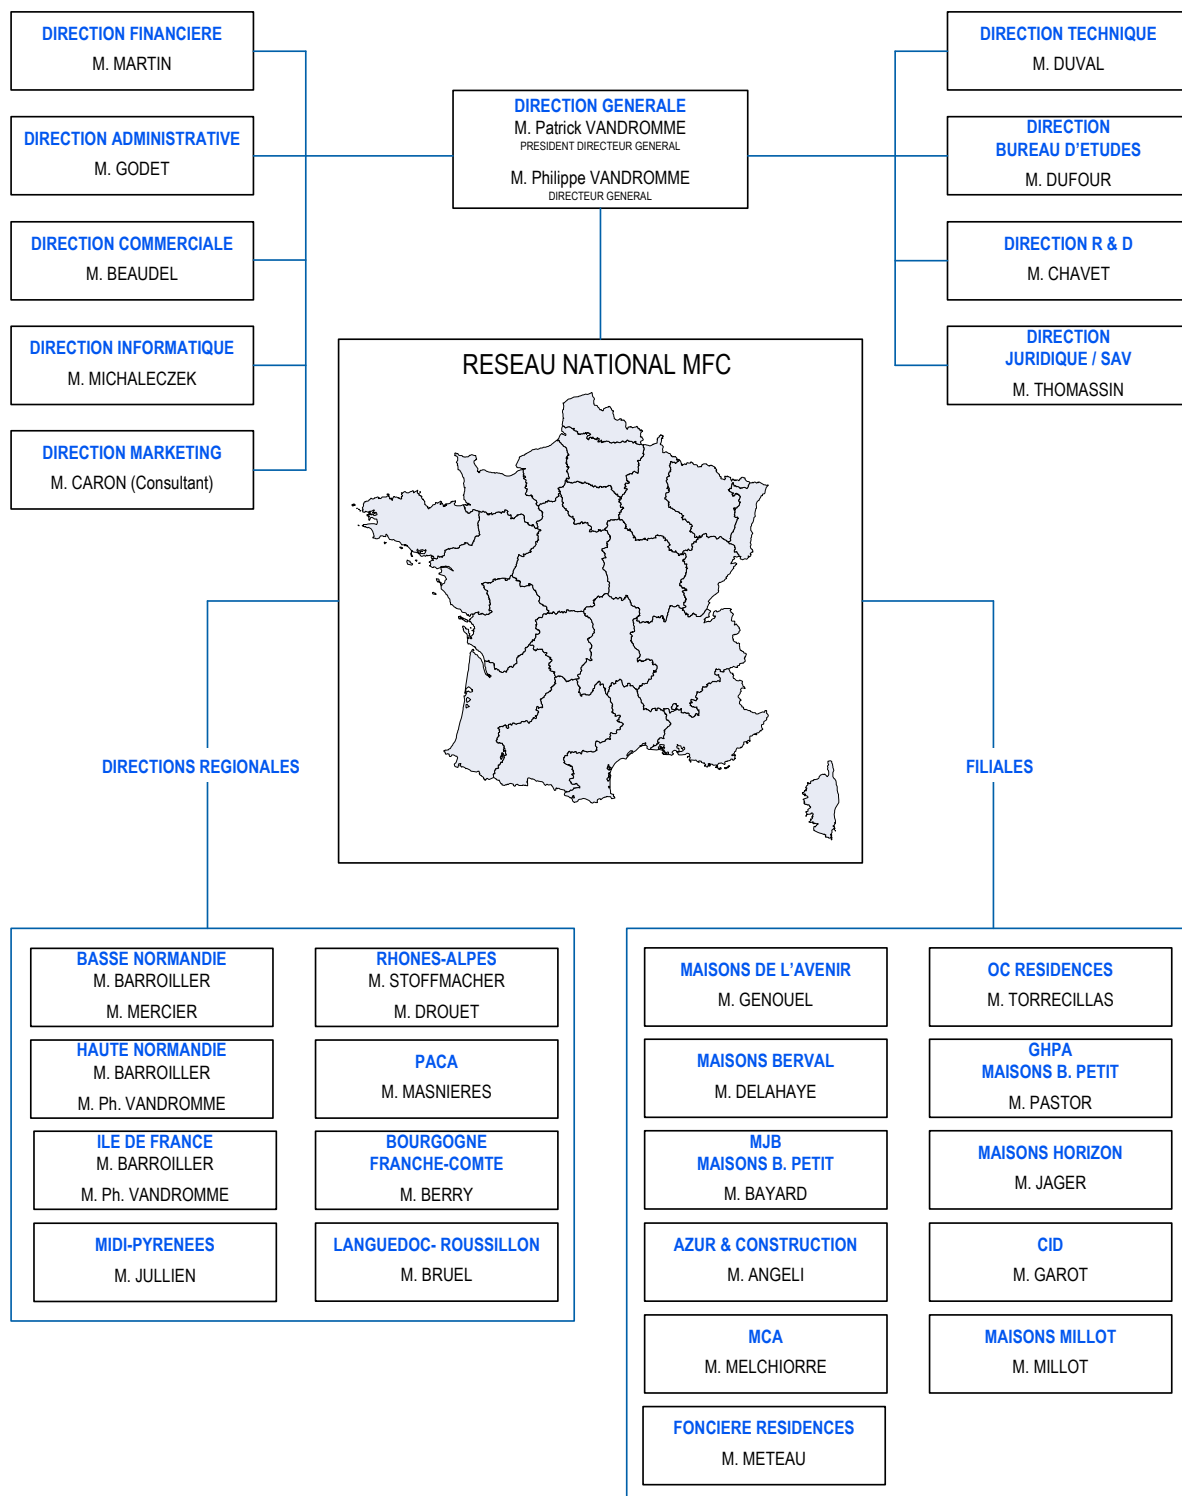 DIRECTION FINANCIERE
M. MARTIN
DIRECTION ADMINISTRATIVE
M. GODET
DIRECTION COMMERCIALE
M. BEAUDEL
DIRECTION INFORMATIQUE
M. MICHALECZEK
DIRECTION MARKETING
M. CARON (Consultant)
DIRECTION GENERALE
M. Patrick VANDROMME
PRESIDENT DIRECTEUR GENERAL
M. Philippe VANDROMME
DIRECTEUR GENERAL
DIRECTION TECHNIQUE
M. DUVAL
DIRECTION
BUREAU D'ETUDES
M. DUFOUR
DIRECTION R & D
M. CHAVET
DIRECTION
JURIDIQUE / SAV
M. THOMASSIN
RESEAU NATIONAL MFC
DIRECTIONS REGIONALES
FILIALES
BASSE NORMANDIE
M. BARROILLER
M. MERCIER
HAUTE NORMANDIE
M. BARROILLER
M. Ph. VANDROMME
ILE DE FRANCE
M. BARROILLER
M. Ph. VANDROMME
MIDI-PYRENEES
M. JULLIEN
RHONES-ALPES
M. STOFFMACHER
M. DROUET
PACA
M. MASNIERES
BOURGOGNE
FRANCHE-COMTE
M. BERRY
LANGUEDOC- ROUSSILLON
M. BRUEL
MAISONS DE L'AVENIR
M. GENOUEL
MAISONS BERVAL
M. DELAHAYE
MJB
MAISONS B. PETIT
M. BAYARD
AZUR & CONSTRUCTION
M. ANGELI
MCA
M. MELCHIORRE
FONCIERE RESIDENCES
M. METEAU
OC RESIDENCES
M. TORRECILLAS
GHPA
MAISONS B. PETIT
M. PASTOR
MAISONS HORIZON
M. JAGER
CID
M. GAROT
MAISONS MILLOT
M. MILLOT